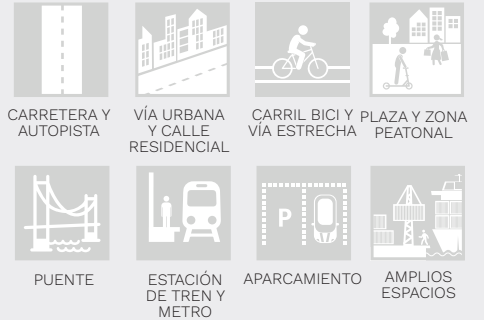 CARRETERA Y
AUTOPISTA
VÍA URBANA
Y CALLE
RESIDENCIAL
CARRIL BICI Y
VÍA ESTRECHA
PLAZA Y ZONA
PEATONAL
P
PUENTE
ESTACIÓN
DE TREN Y
METRO
APARCAMIENTO
AMPLIOS
ESPACIOS